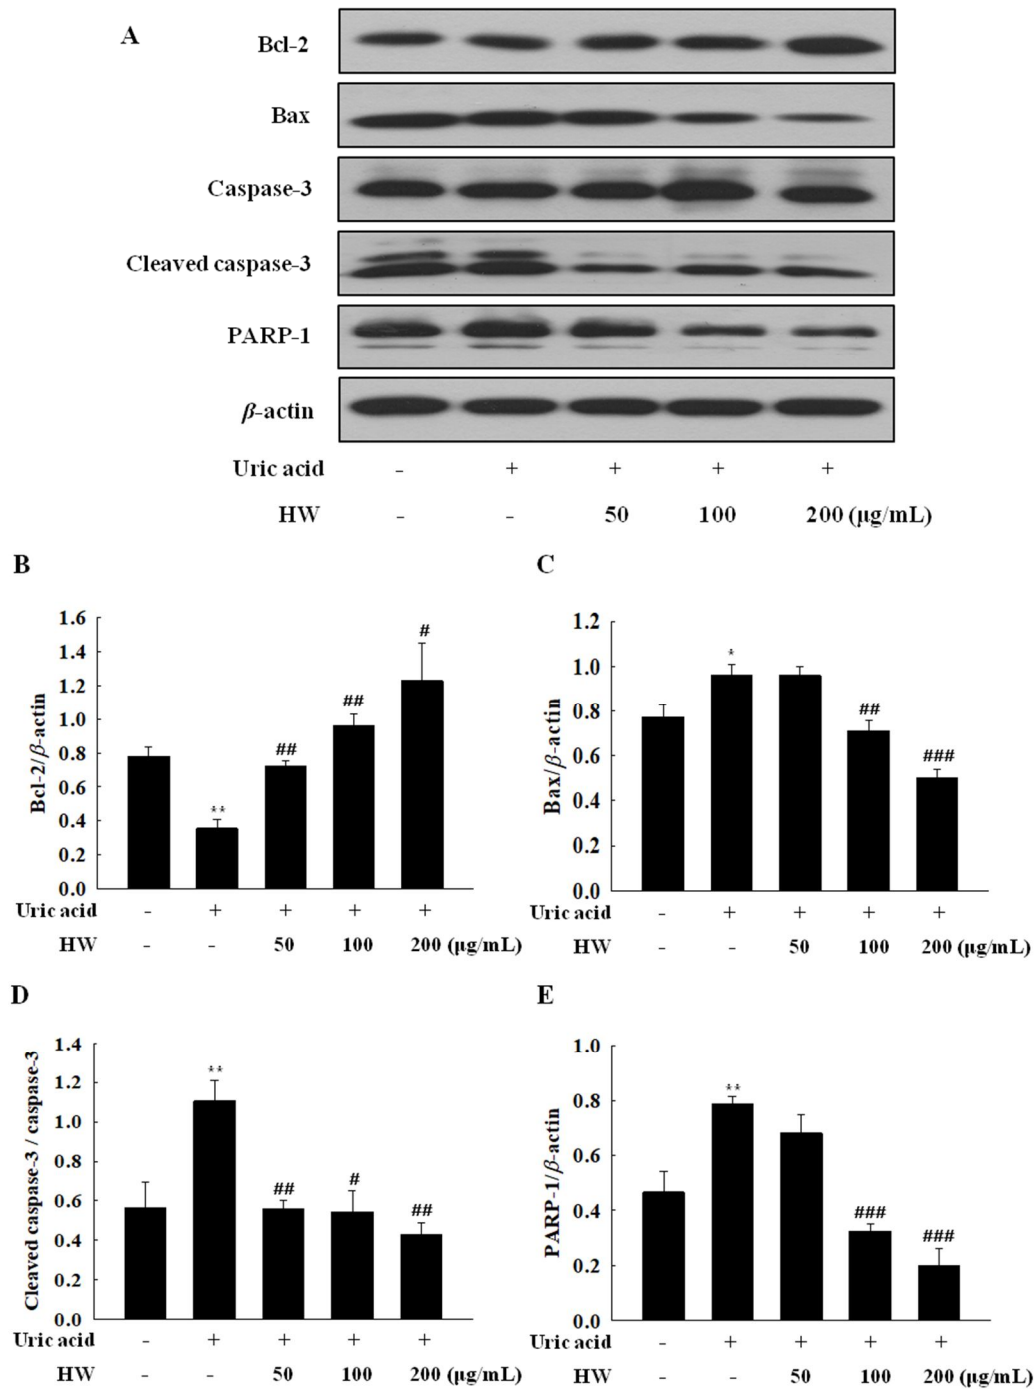 A
Bcl-2
Bax
Caspase-3
Cleaved caspase-3
PARP-1
β-actin
Uric acid - + + + +
HW - - 50 100 200 (μg/mL)
B
Bcl-2/β-actin
1.6
1.4
1.2
1.0
0.8
0.6
0.4
0.2
0.0
**
##
##
#
Uric acid - + + + +
HW - - 50 100 200 (μg/mL)
C
Bax/β-actin
1.2
1.0
0.8
0.6
0.4
0.2
0.0
*
##
###
Uric acid - + + + +
HW - - 50 100 200 (μg/mL)
D
Cleaved caspase-3 / caspase-3
1.4
1.2
1.0
0.8
0.6
0.4
0.2
0.0
**
##
#
##
Uric acid - + + + +
HW - - 50 100 200 (μg/mL)
E
PARP-1/β-actin
1.0
0.8
0.6
0.4
0.2
0.0
**
###
###
Uric acid - + + + +
HW - - 50 100 200 (μg/mL)